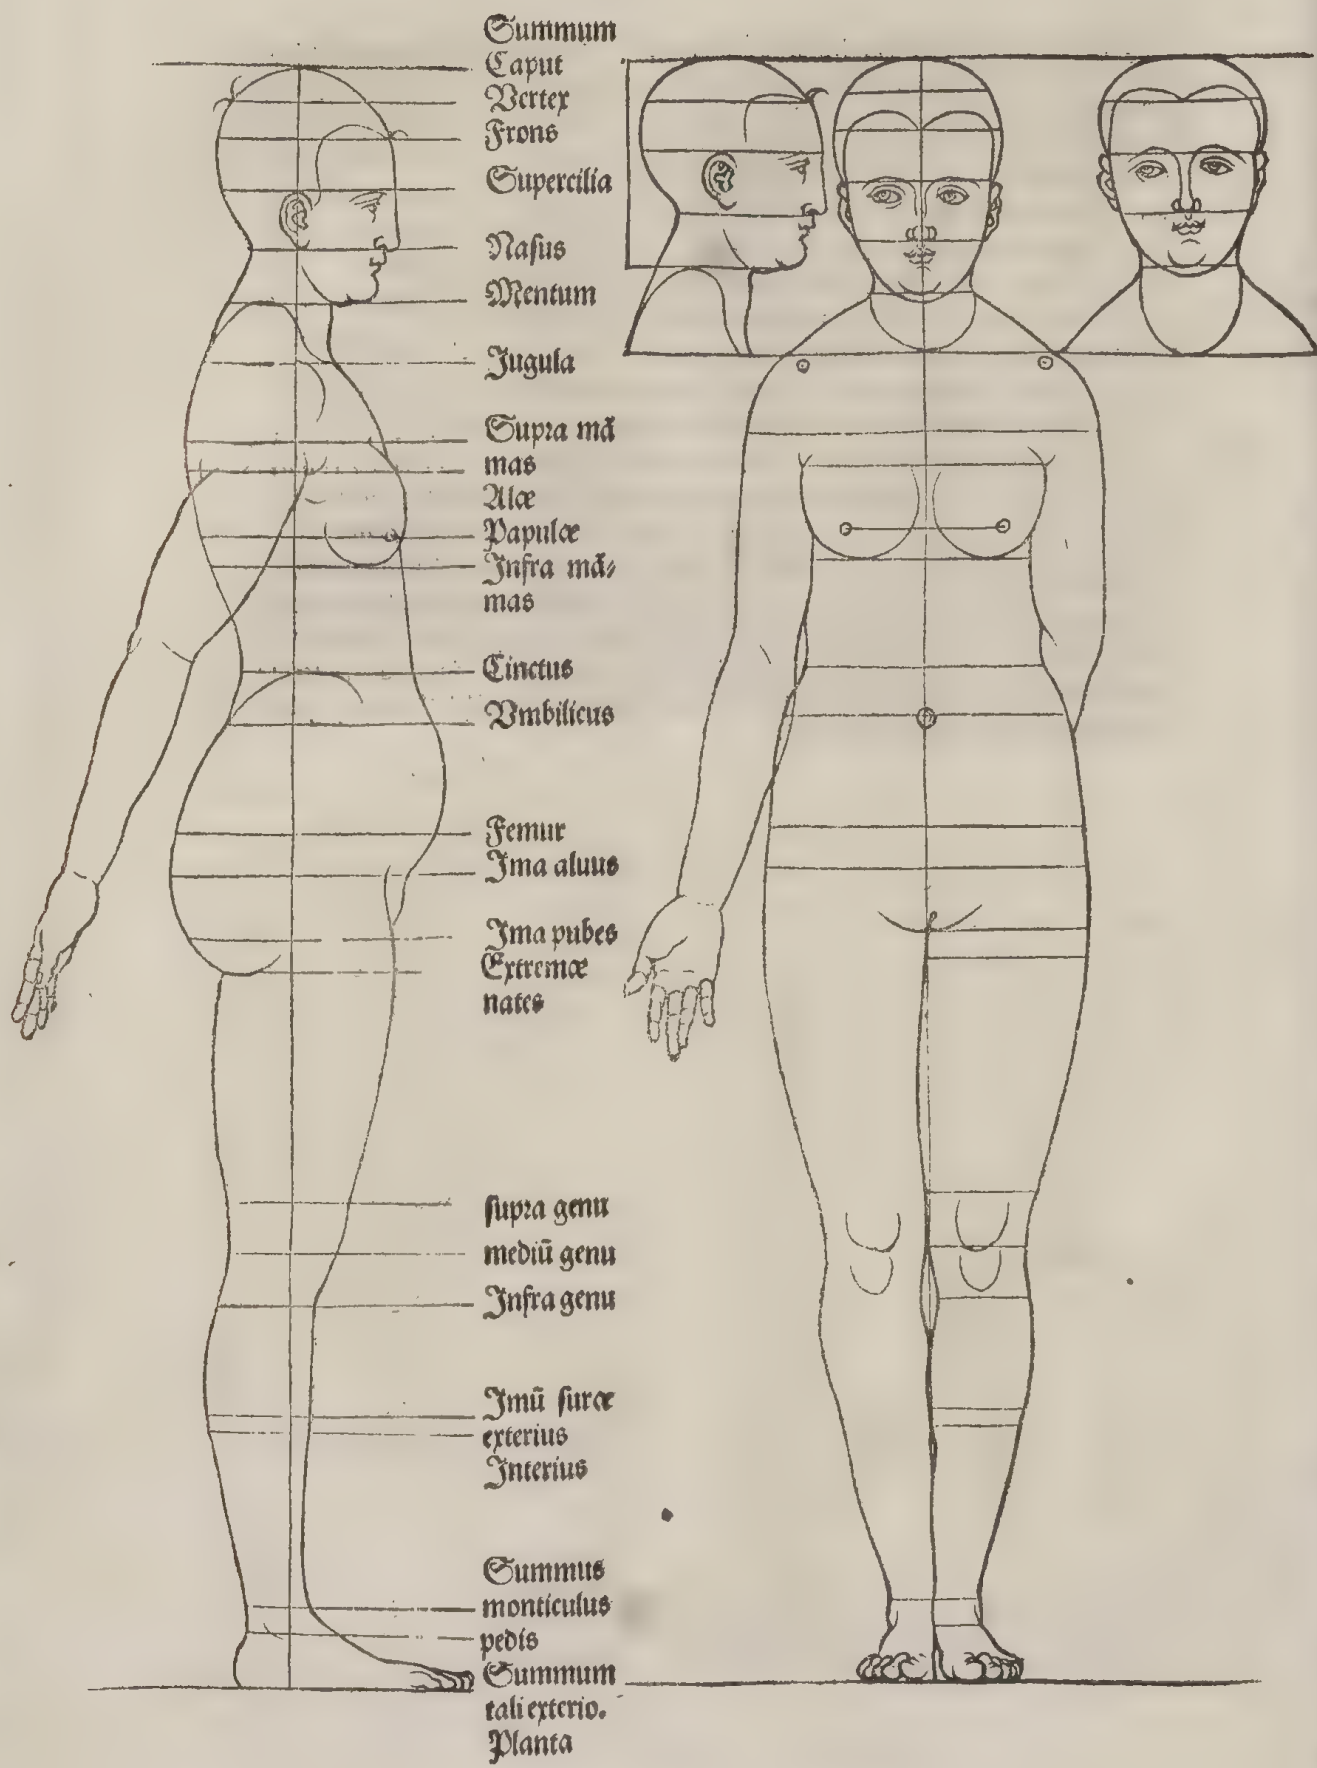 Summum
Caput
Vertex
Frons
Supercilia
Nasus
Mentum
Jugula
Supra mã
mas
Alæ
Papulæ
Infra mã⸗
mas
Cinctus
Vmbilicus
Femur
Ima aluus
Ima pubes
Extremæ
nates
supra genu
mediũ genu
Infra genu
Imũ suræ
exterius
Interius
Summus
monticulus
pedis
Summum
tali exterio.
Planta